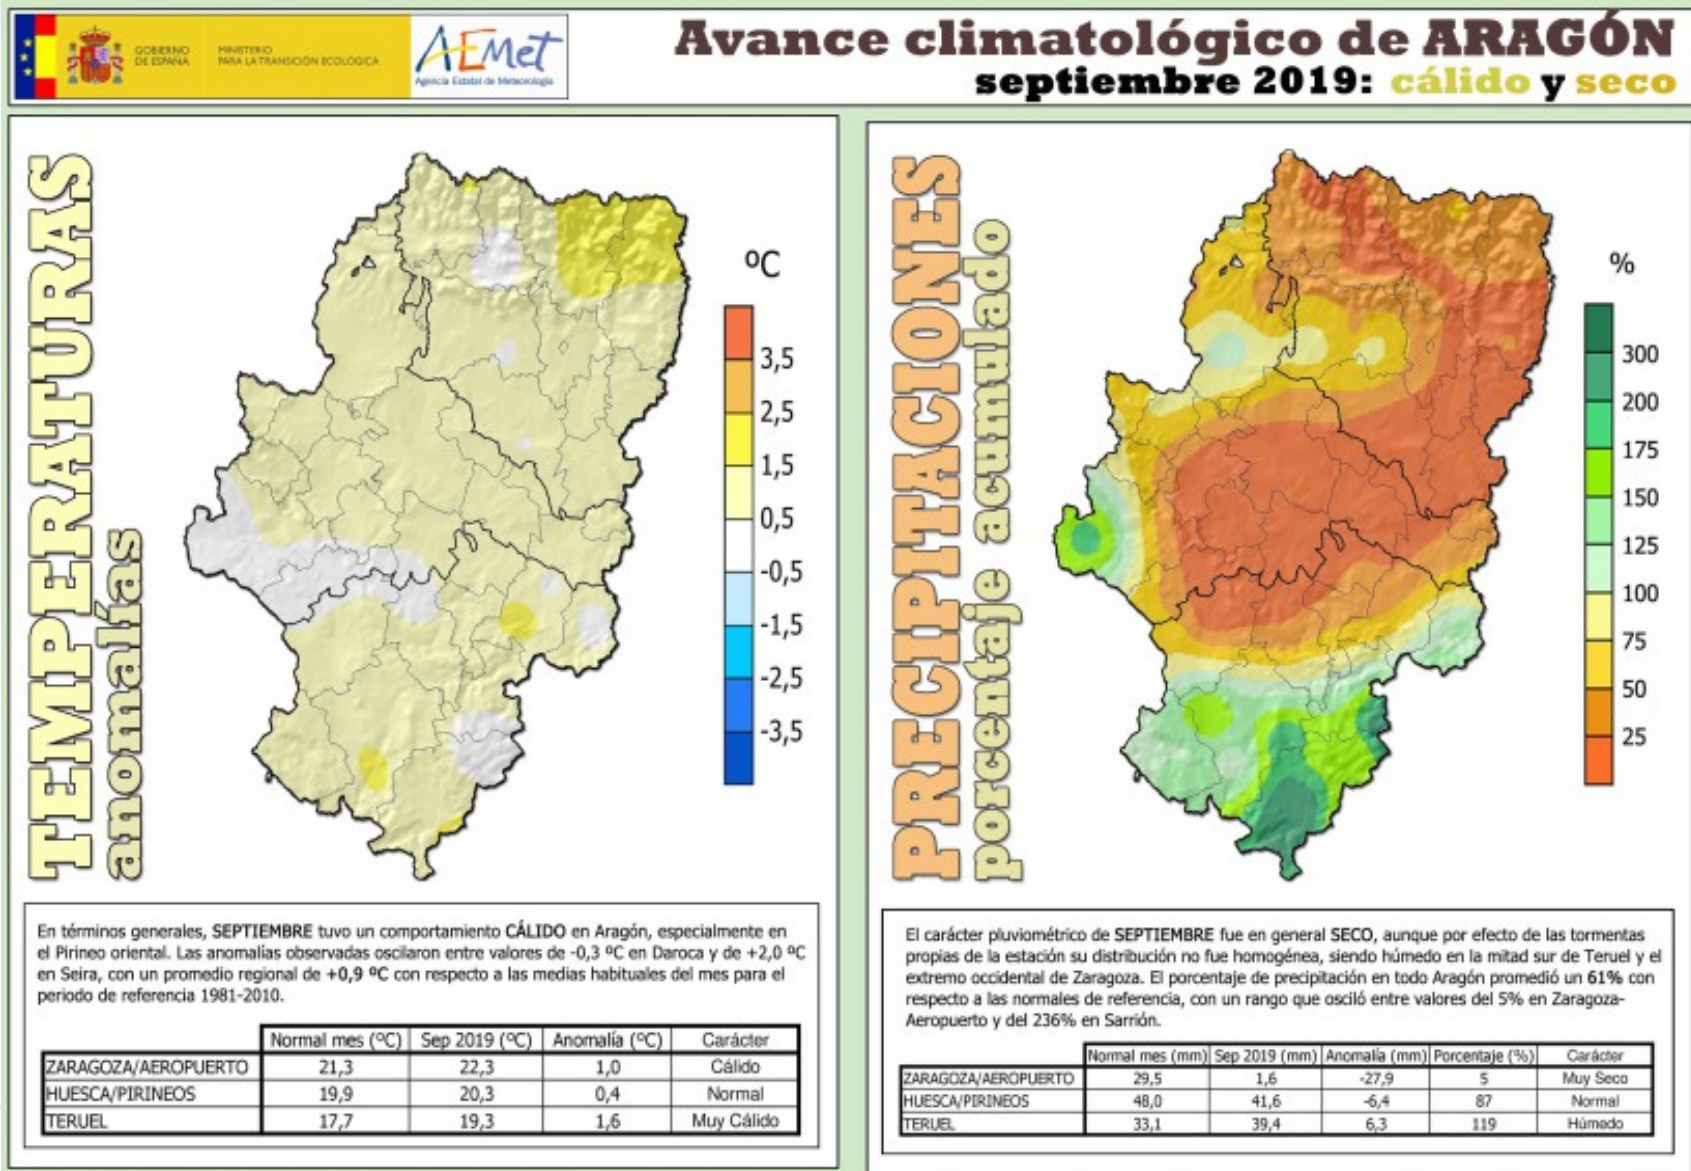 GOBIERNO
DE ESPAÑA
MINISTERIO
PARA LA TRANSICIÓN ECOLÓGICA
AEMet
Agencia Estatal de Meteorología
Avance climatológico de ARAGÓN
septiembre 2019: cálido y seco
TEMPERATURAS
anomalías
ºC
3,5
2,5
1,5
0,5
-0,5
-1,5
-2,5
-3,5
En términos generales, SEPTIEMBRE tuvo un comportamiento CÁLIDO en Aragón, especialmente en
el Pirineo oriental. Las anomalías observadas oscilaron entre valores de -0,3 ºC en Daroca y de +2,0 ºC
en Seira, con un promedio regional de +0,9 ºC con respecto a las medias habituales del mes para el
periodo de referencia 1981-2010.
Normal mes (ºC) Sep 2019 (ºC) Anomalía (ºC) Carácter
ZARAGOZA/AEROPUERTO 21,3 22,3 1,0 Cálido
HUESCA/PIRINEOS 19,9 20,3 0,4 Normal
TERUEL 17,7 19,3 1,6 Muy Cálido
PRECIPITACIONES
porcentaje acumulado
%
300
200
175
150
125
100
75
50
25
El carácter pluviométrico de SEPTIEMBRE fue en general SECO, aunque por efecto de las tormentas
propias de la estación su distribución no fue homogénea, siendo húmedo en la mitad sur de Teruel y el
extremo occidental de Zaragoza. El porcentaje de precipitación en todo Aragón promedió un 61% con
respecto a las normales de referencia, con un rango que osciló entre valores del 5% en Zaragoza-
Aeropuerto y del 236% en Sarrión.
Normal mes (mm) Sep 2019 (mm) Anomalía (mm) Porcentaje (%) Carácter
ZARAGOZA/AEROPUERTO 29,5 1,6 -27,9 5 Muy Seco
HUESCA/PIRINEOS 48,0 41,6 -6,4 87 Normal
TERUEL 33,1 39,4 6,3 119 Húmedo